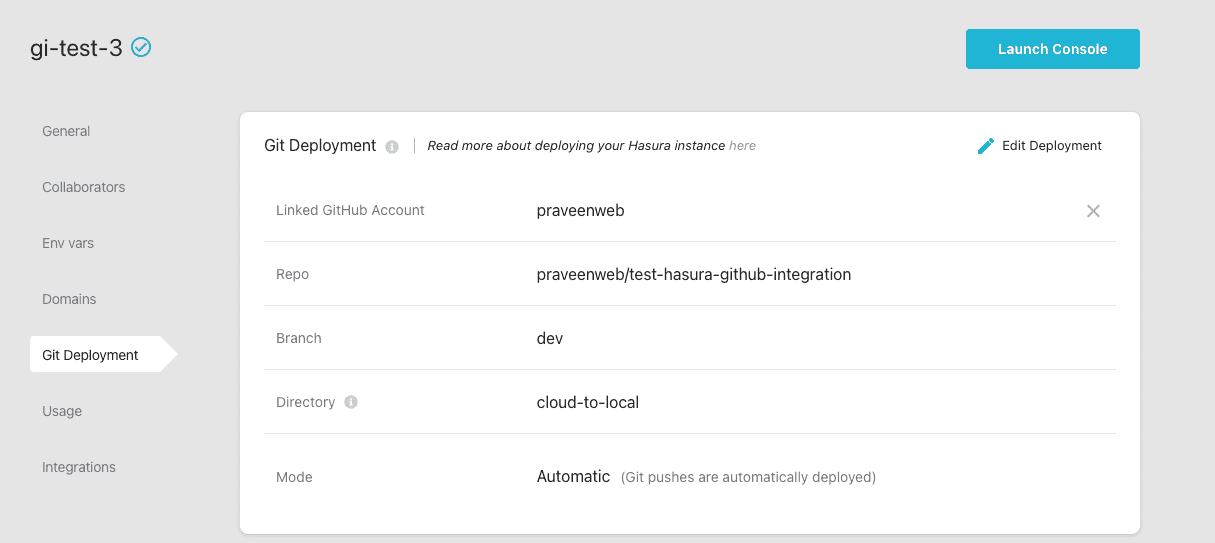 gi-test-3
Launch Console
General
Collaborators
Env vars
Domains
Git Deployment
Usage
Integrations
Git Deployment | Read more about deploying your Hasura instance here
Edit Deployment
Linked GitHub Account praveenweb
Repo praveenweb/test-hasura-github-integration
Branch dev
Directory cloud-to-local
Mode Automatic (Git pushes are automatically deployed)